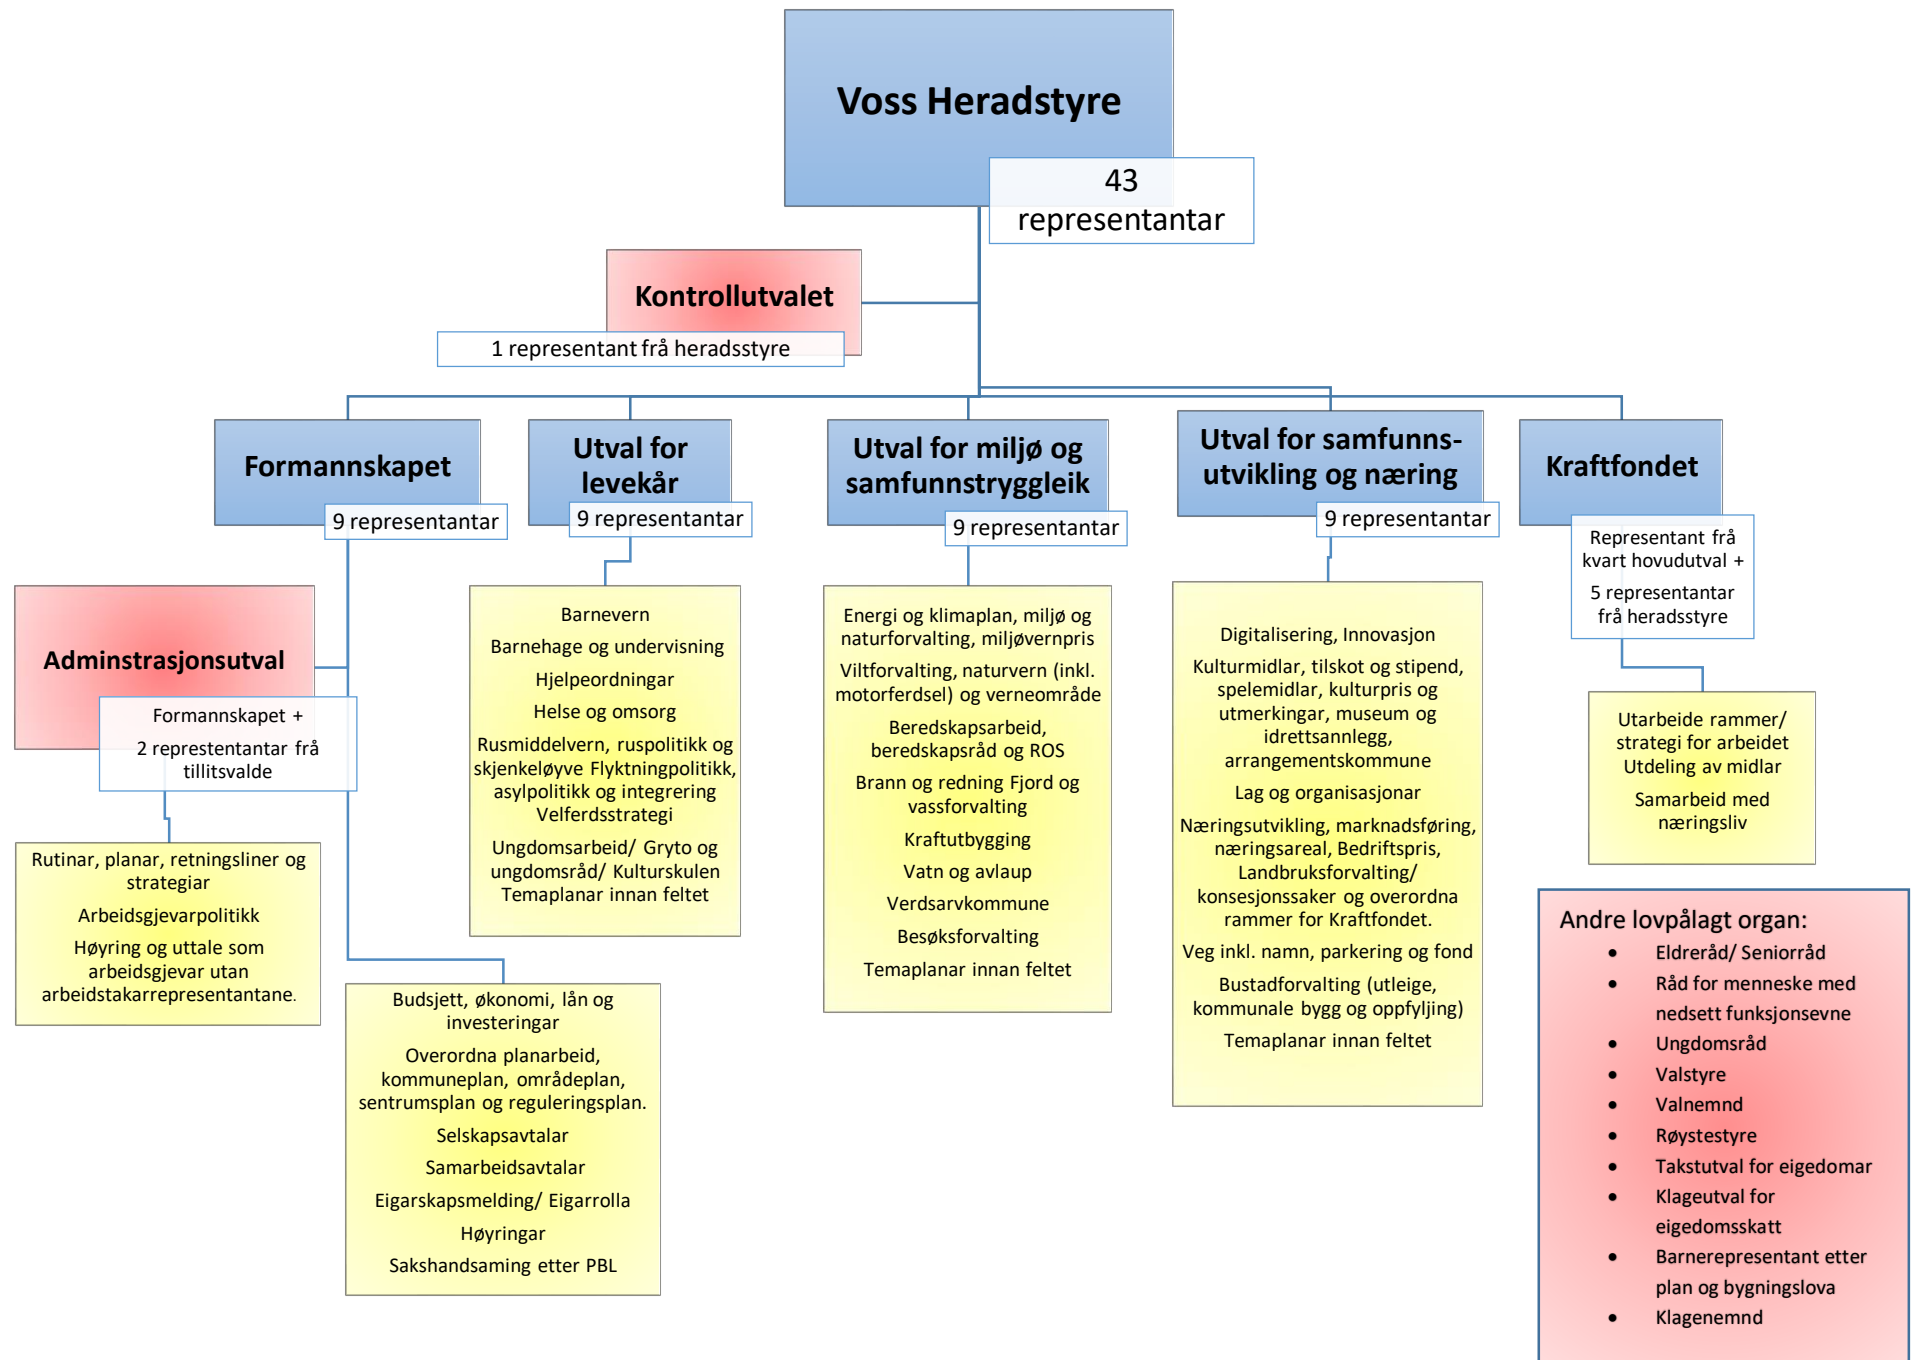 Voss Heradstyre
43
representantar
Kontrollutvalet
1 representant frå heradsstyre
Formannskapet
9 representantar
Utval for
levekår
9 representantar
Utval for miljø og
samfunnstryggleik
9 representantar
Utval for samfunns-
utvikling og næring
9 representantar
Kraftfondet
Representant frå
kvart hovudutval +
5 representantar
frå heradsstyre
Adminstrasjonsutval
Formannskapet +
2 represtentantar frå
tillitsvalde
Rutinar, planar, retningsliner og
strategiar
Arbeidsgjevarpolitikk
Høyring og uttale som
arbeidsgjevar utan
arbeidstakarrepresentantane.
Budsjett, økonomi, lån og
investeringar
Overordna planarbeid,
kommuneplan, områdeplan,
sentrumsplan og reguleringsplan.
Selskapsavtalar
Samarbeidsavtalar
Eigarskapsmelding/ Eigarrolla
Høyringar
Sakshandsaming etter PBL
Barnevern
Barnehage og undervisning
Hjelpeordningar
Helse og omsorg
Rusmiddelvern, ruspolitikk og
skjenkeløyve Flyktningpolitikk,
asylpolitikk og integrering
Velferdsstrategi
Ungdomsarbeid/ Gryto og
ungdomsråd/ Kulturskulen
Temaplanar innan feltet
Energi og klimaplan, miljø og
naturforvalting, miljøvernpris
Viltforvalting, naturvern (inkl.
motorferdsel) og verneområde
Beredskapsarbeid,
beredskapsråd og ROS
Brann og redning Fjord og
vassforvalting
Kraftutbygging
Vatn og avlaup
Verdsarvkommune
Besøksforvalting
Temaplanar innan feltet
Digitalisering, Innovasjon
Kulturmidlar, tilskot og stipend,
spelemidlar, kulturpris og
utmerkingar, museum og
idrettsannlegg,
arrangementskommune
Lag og organisasjonar
Næringsutvikling, marknadsføring,
næringsareal, Bedriftspris,
Landbruksforvalting/
konsesjonssaker og overordna
rammer for Kraftfondet.
Veg inkl. namn, parkering og fond
Bustadforvalting (utleige,
kommunale bygg og oppfyljing)
Temaplanar innan feltet
Utarbeide rammer/
strategi for arbeidet
Utdeling av midlar
Samarbeid med
næringsliv
Andre lovpålagt organ:
• Eldreråd/ Seniorråd
• Råd for menneske med
nedsett funksjonsevne
• Ungdomsråd
• Valstyre
• Valnemnd
• Røystestyre
• Takstutval for eigedomar
• Klageutval for
eigedomsskatt
• Barnerepresentant etter
plan og bygningslova
• Klagenemnd